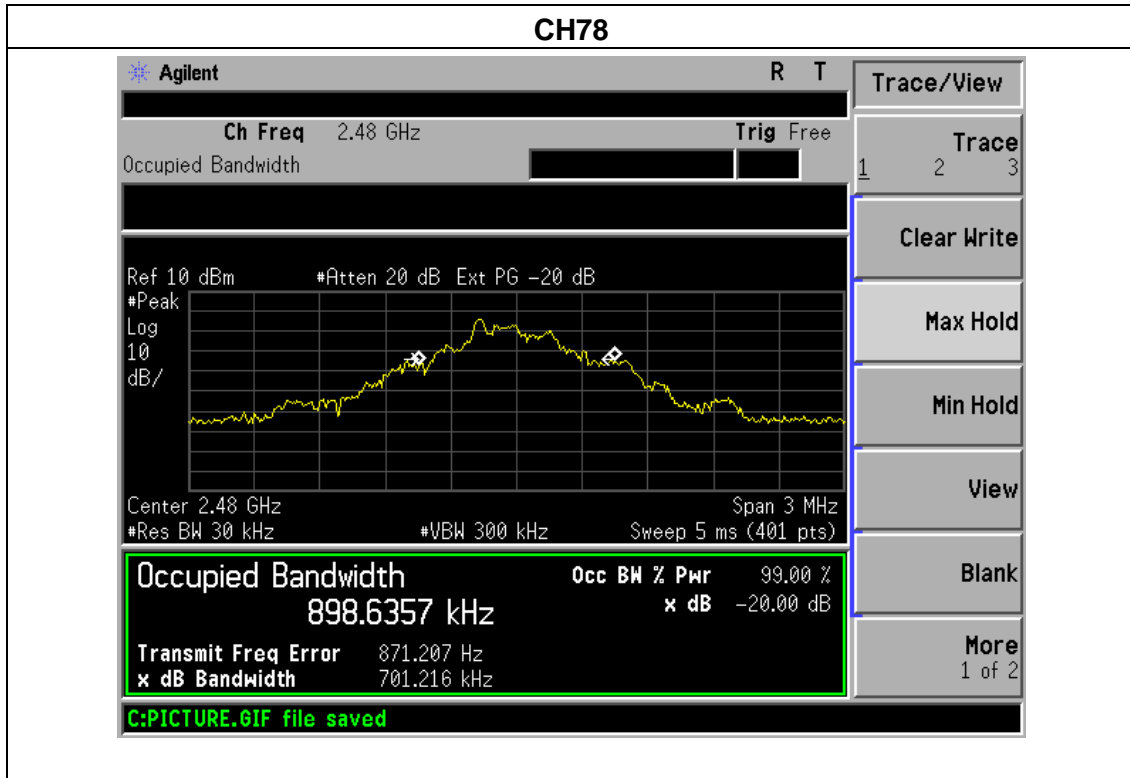 CH78
Agilent R T
Trace/View
Ch Freq 2.48 GHz Trig Free
Occupied Bandwidth
Trace
1 2 3
Clear Write
Ref 10 dBm #Atten 20 dB Ext PG -20 dB
#Peak
Log
10
dB/
Max Hold
Min Hold
View
Center 2.48 GHz Span 3 MHz
#Res BW 30 kHz #VBW 300 kHz Sweep 5 ms (401 pts)
Occupied Bandwidth Occ BW % Pwr 99.00 %
898.6357 kHz x dB -20.00 dB
Blank
Transmit Freq Error 871.207 Hz
x dB Bandwidth 701.216 kHz
More
1 of 2
C:PICTURE.GIF file saved